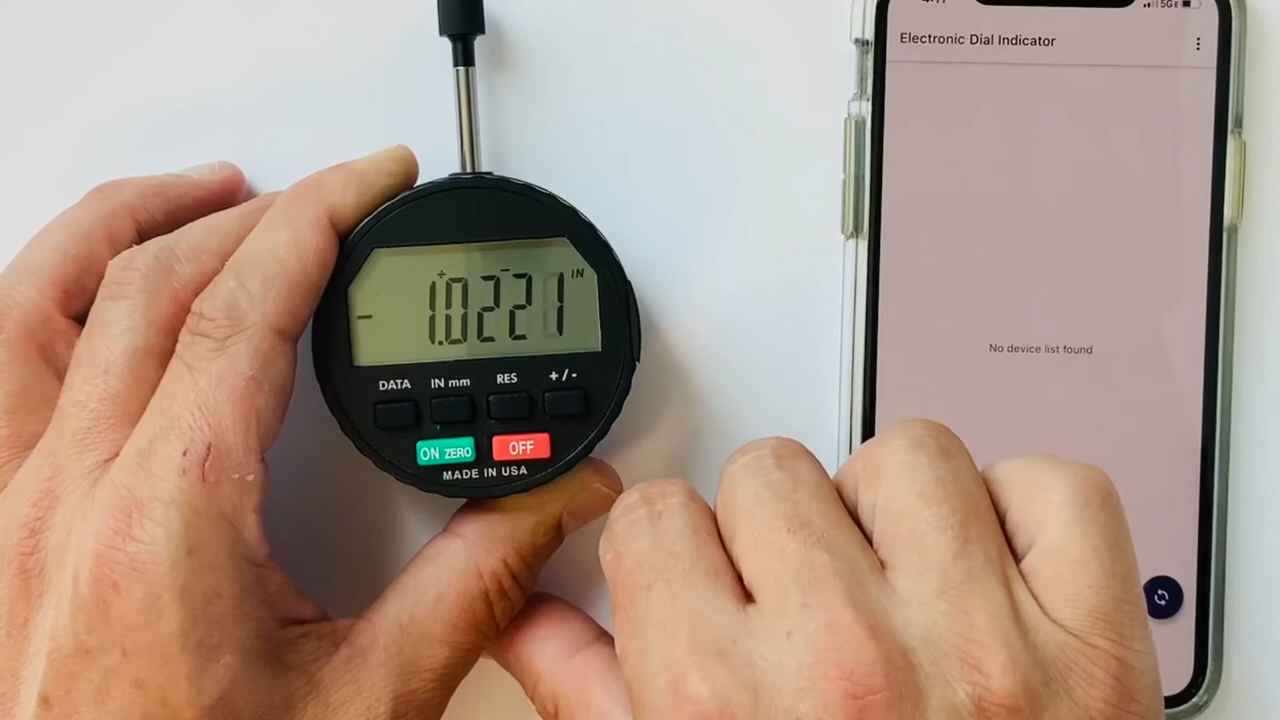 5GE
Electronic Dial Indicator
IN
1.0221
DATA IN mm RES +/-
ON ZERO OFF
MADE IN USA
No device list found